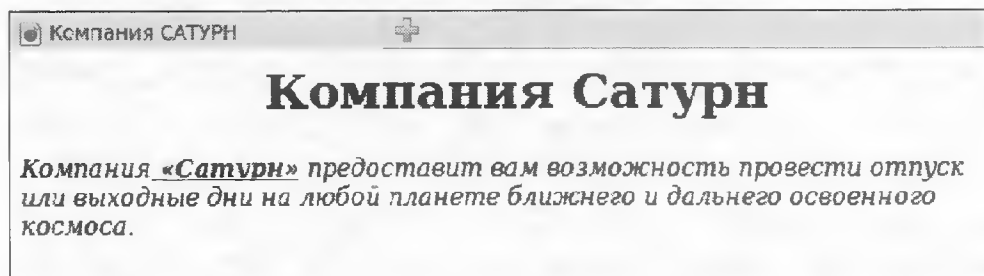 Компания САТУРН
Компания Сатурн
Компания «Сатурн» предоставит вам возможность провести отпуск
или выходные дни на любой планете ближнего и дальнего освоенного
космоса.